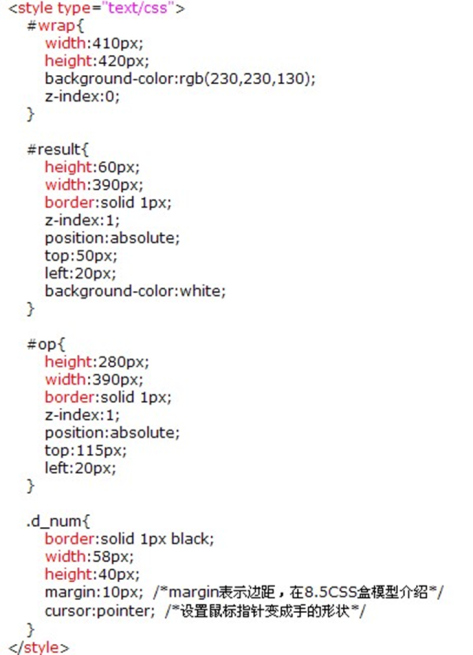 <style type="text/css">
#wrap{
width:410px;
height:420px;
background-color:rgb(230,230,130);
z-index:0;
}
#result{
height:60px;
width:390px;
border:solid 1px;
z-index:1;
position:absolute;
top:50px;
left:20px;
background-color:white;
}
#op{
height:280px;
width:390px;
border:solid 1px;
z-index:1;
position:absolute;
top:115px;
left:20px;
}
.d_num{
border:solid 1px black;
width:58px;
height:40px;
margin:10px; /*margin表示边距，在8.5CSS盒模型介绍*/
cursor:pointer; /*设置鼠标指针变成手的形状*/
}
</style>